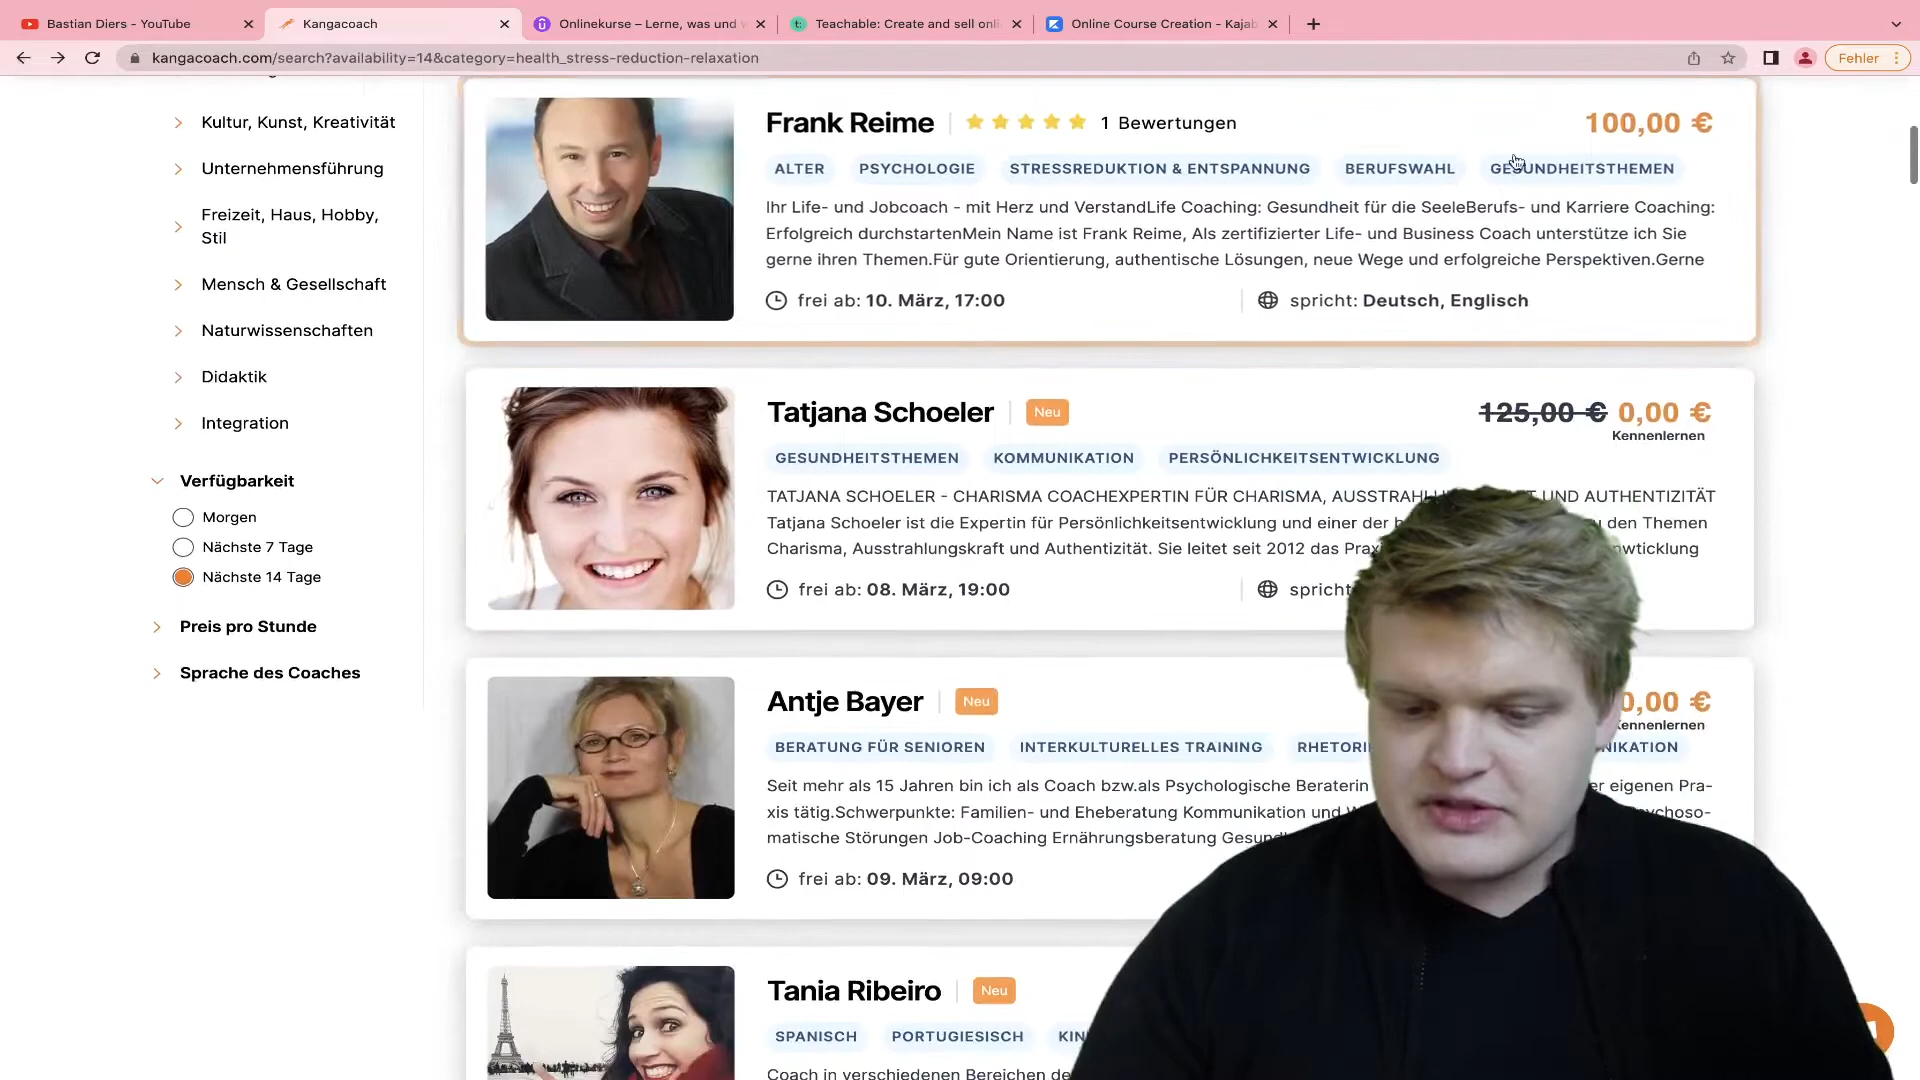 Bastian Diers - YouTube
Kangacoach
Onlinekurse – Lerne, was und w
Teachable: Create and sell onli
Online Course Creation - Kajab
kangacoach.com/search?availability=14&category=health_stress-reduction-relaxation
Fehler
Kultur, Kunst, Kreativität
Unternehmensführung
Freizeit, Haus, Hobby,
Stil
Mensch & Gesellschaft
Naturwissenschaften
Didaktik
Integration
Verfügbarkeit
Morgen
Nächste 7 Tage
Nächste 14 Tage
Preis pro Stunde
Sprache des Coaches
Frank Reime
1 Bewertungen
100,00 €
ALTER PSYCHOLOGIE STRESSREDUKTION & ENTSPANNUNG BERUFSWAHL GESUNDHEITSTHEMEN
Ihr Life- und Jobcoach - mit Herz und VerstandLife Coaching: Gesundheit für die SeeleBerufs- und Karriere Coaching:
Erfolgreich durchstartenMein Name ist Frank Reime, Als zertifizierter Life- und Business Coach unterstütze ich Sie
gerne ihren Themen.Für gute Orientierung, authentische Lösungen, neue Wege und erfolgreiche Perspektiven.Gerne
frei ab: 10. März, 17:00
spricht: Deutsch, Englisch
Tatjana Schoeler
Neu
125,00 € 0,00 €
Kennenlernen
GESUNDHEITSTHEMEN KOMMUNIKATION PERSÖNLICHKEITSENTWICKLUNG
TATJANA SCHOELER - CHARISMA COACHEXPERTIN FÜR CHARISMA, UND AUTHENTIZITÄT
Tatjana Schoeler ist die Expertin für Persönlichkeitsentwicklung und einer der den Themen
Charisma, Ausstrahlungskraft und Authentizität. Sie leitet seit 2012 das
frei ab: 08. März, 19:00
spricht
Antje Bayer
Neu
0,00 €
Kennenlernen
BERATUNG FÜR SENIOREN INTERKULTURELLES TRAINING
Seit mehr als 15 Jahren bin ich als Coach bzw.als Psychologische Beraterin eigenen Pra-
xis tätig.Schwerpunkte: Familien- und Eheberatung Kommunikation und
matische Störungen Job-Coaching Ernährungsberatung
frei ab: 09. März, 09:00
Tania Ribeiro
Neu
SPANISCH PORTUGIESISCH
Coach in verschiedenen Bereichen